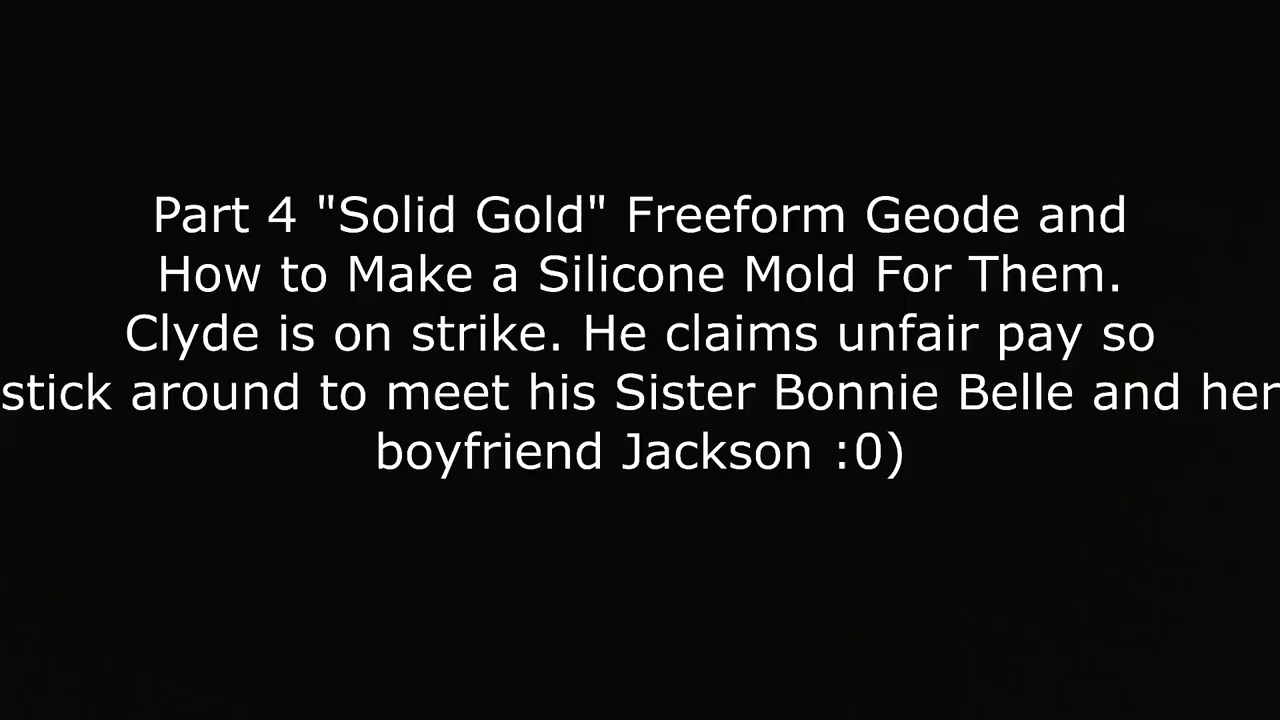 Part 4 "Solid Gold" Freeform Geode and
How to Make a Silicone Mold For Them.
Clyde is on strike. He claims unfair pay so
stick around to meet his Sister Bonnie Belle and her
boyfriend Jackson :0)